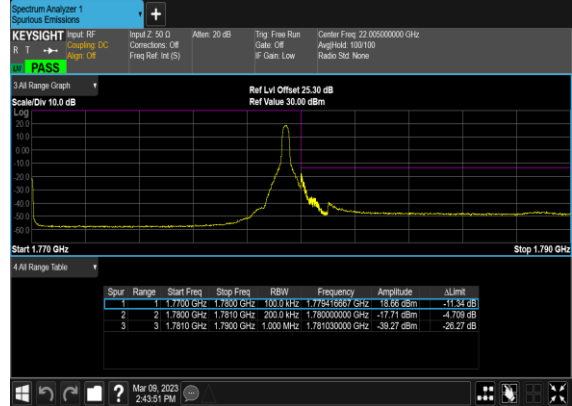 Spectrum Analyzer 1
Spurious Emissions
+
KEYSIGHT Input: RF Input Z: 50 Ω Atten: 20 dB Trig: Free Run Center Freq: 22.005000000 GHz
R T Coupling: DC Corrections: Off Gate: Off Avg|Hold: 100/100
Align: Off Freq Ref: Int (S) IF Gain: Low Radio Std: None
PASS
3 All Range Graph
Ref Lvl Offset 25.30 dB
Scale/Div 10.0 dB Ref Value 30.00 dBm
Log
20.0
10.0
0.00
-10.0
-20.0
-30.0
-40.0
-50.0
-60.0
Start 1.770 GHz Stop 1.790 GHz
4 All Range Table
Spur Range Start Freq Stop Freq RBW Frequency Amplitude ΔLimit
1 1 1.7700 GHz 1.7800 GHz 100.0 kHz 1.779416667 GHz 18.66 dBm -11.34 dB
2 2 1.7800 GHz 1.7810 GHz 200.0 kHz 1.780000000 GHz -17.71 dBm -4.709 dB
3 3 1.7810 GHz 1.7900 GHz 1.000 MHz 1.781030000 GHz -39.27 dBm -26.27 dB
? Mar 09, 2023
2:43:51 PM